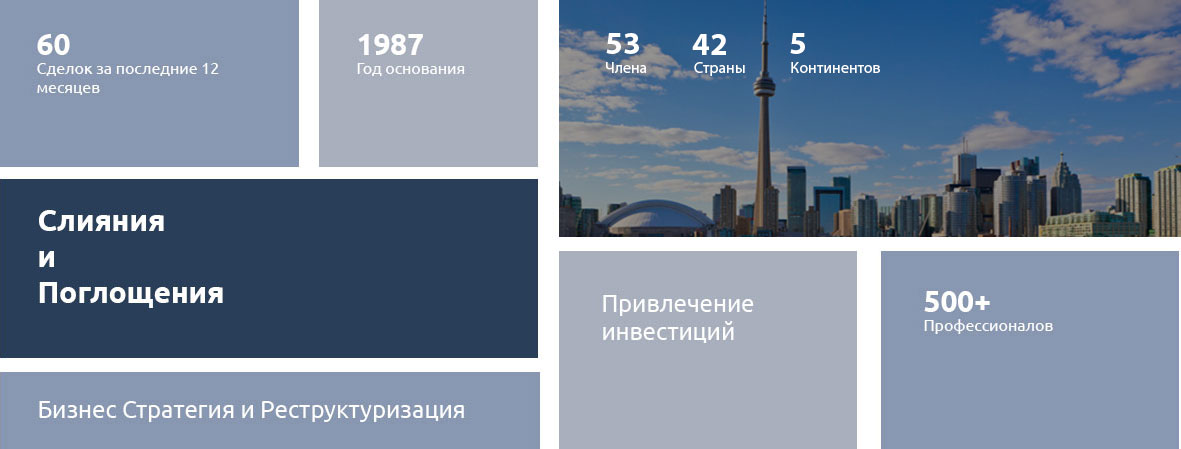 60
Сделок за последние 12
месяцев
1987
Год основания
53
Члена
42
Страны
5
Континентов
Слияния
и
Поглощения
Бизнес Стратегия и Реструктуризация
Привлечение
инвестиций
500+
Профессионалов